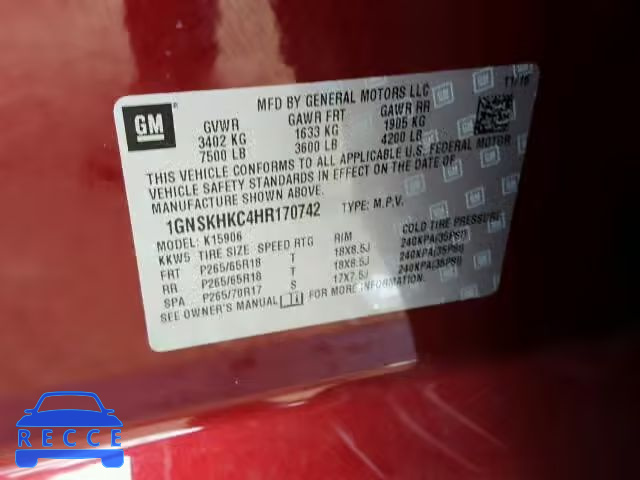 GM
MFD BY GENERAL MOTORS LLC
11/16
GVWR GAWR FRT GAWR RR
3402 KG 1633 KG 1905 KG
7500 LB 3600 LB 4200 LB
THIS VEHICLE CONFORMS TO ALL APPLICABLE U.S. FEDERAL MOTOR
VEHICLE SAFETY STANDARDS IN EFFECT ON THE DATE OF
MANUFACTURE SHOWN ABOVE.
1GNSKHKC4HR170742 TYPE: M.P.V.
MODEL: K15906
KKW5 TIRE SIZE SPEED RTG RIM COLD TIRE PRESSURE
FRT P265/65R18 T 18X8.5J 240KPA(35PSI)
RR P265/65R18 T 18X8.5J 240KPA(35PSI)
SPA P265/70R17 S 17X7.5J 240KPA(35PSI)
SEE OWNER'S MANUAL FOR MORE INFORMATION.
RECCE